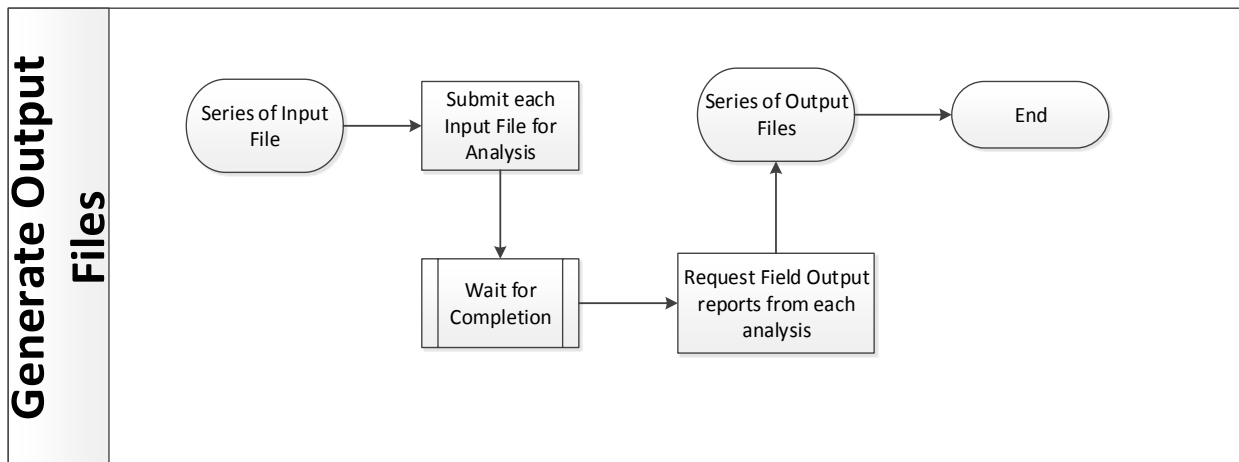 Generate Output
Files
Series of Input
File
Submit each
Input File for
Analysis
Wait for
Completion
Request Field Output
reports from each
analysis
Series of Output
Files
End